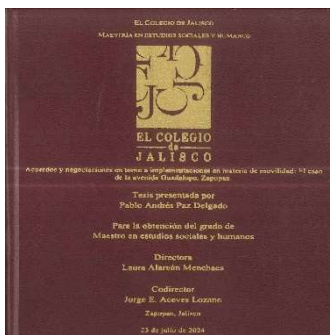 EL COLEGIO DE JALISCO
MAESTRÍA EN ESTUDIOS SOCIALES Y HUMANOS
EL COLEGIO
de
JALISCO
Acuerdos y negociaciones en torno a implementaciones en materia de movilidad: El caso
de la avenida Guadalupe, Zapopan
Tesis presentada por
Pablo Andrés Paz Delgado
Para la obtención del grado de
Maestro en estudios sociales y humanos
Directora
Laura Alarcón Menchaca
Codirector
Jorge E. Aceves Lozano
Zapopan, Jalisco
23 de julio de 2024